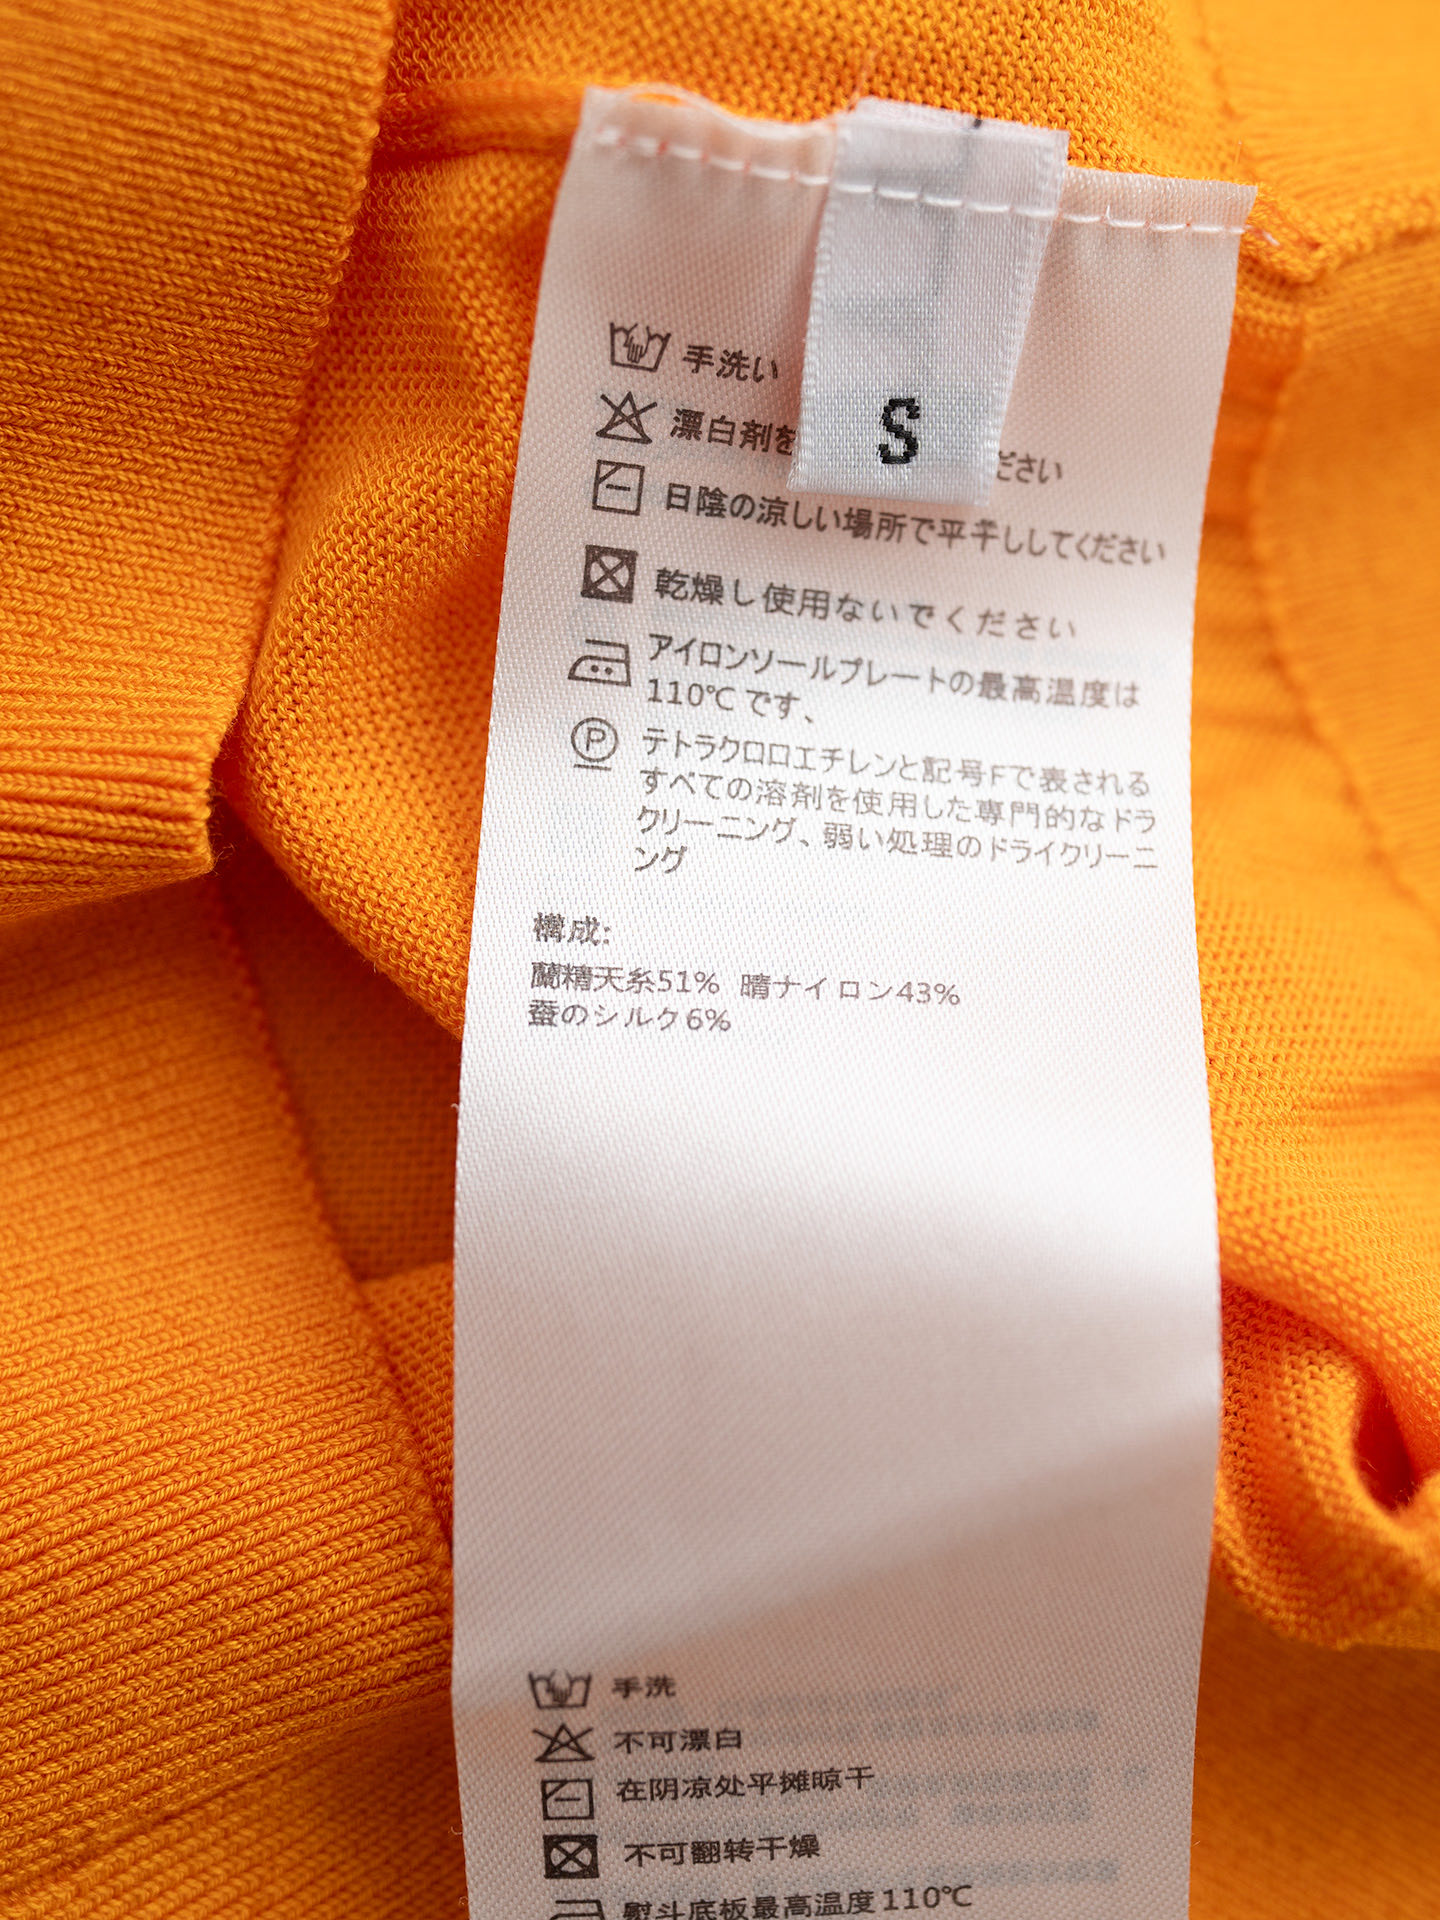 S
手洗い
漂白剤を ださい
日陰の涼しい場所で平干ししてください
乾燥し使用ないでください
アイロンソールプレートの最高温度は
110℃です、
P
テトラクロロエチレンと記号Fで表される
すべての溶剤を使用した専門的なドラ
クリーニング、弱い処理のドライクリーニ
ング
構成:
蘭精天糸51% 晴ナイロン43%
蚕のシルク6%
手洗
不可漂白
在阴凉处平摊晾干
不可翻转干燥
熨斗底板最高温度110℃